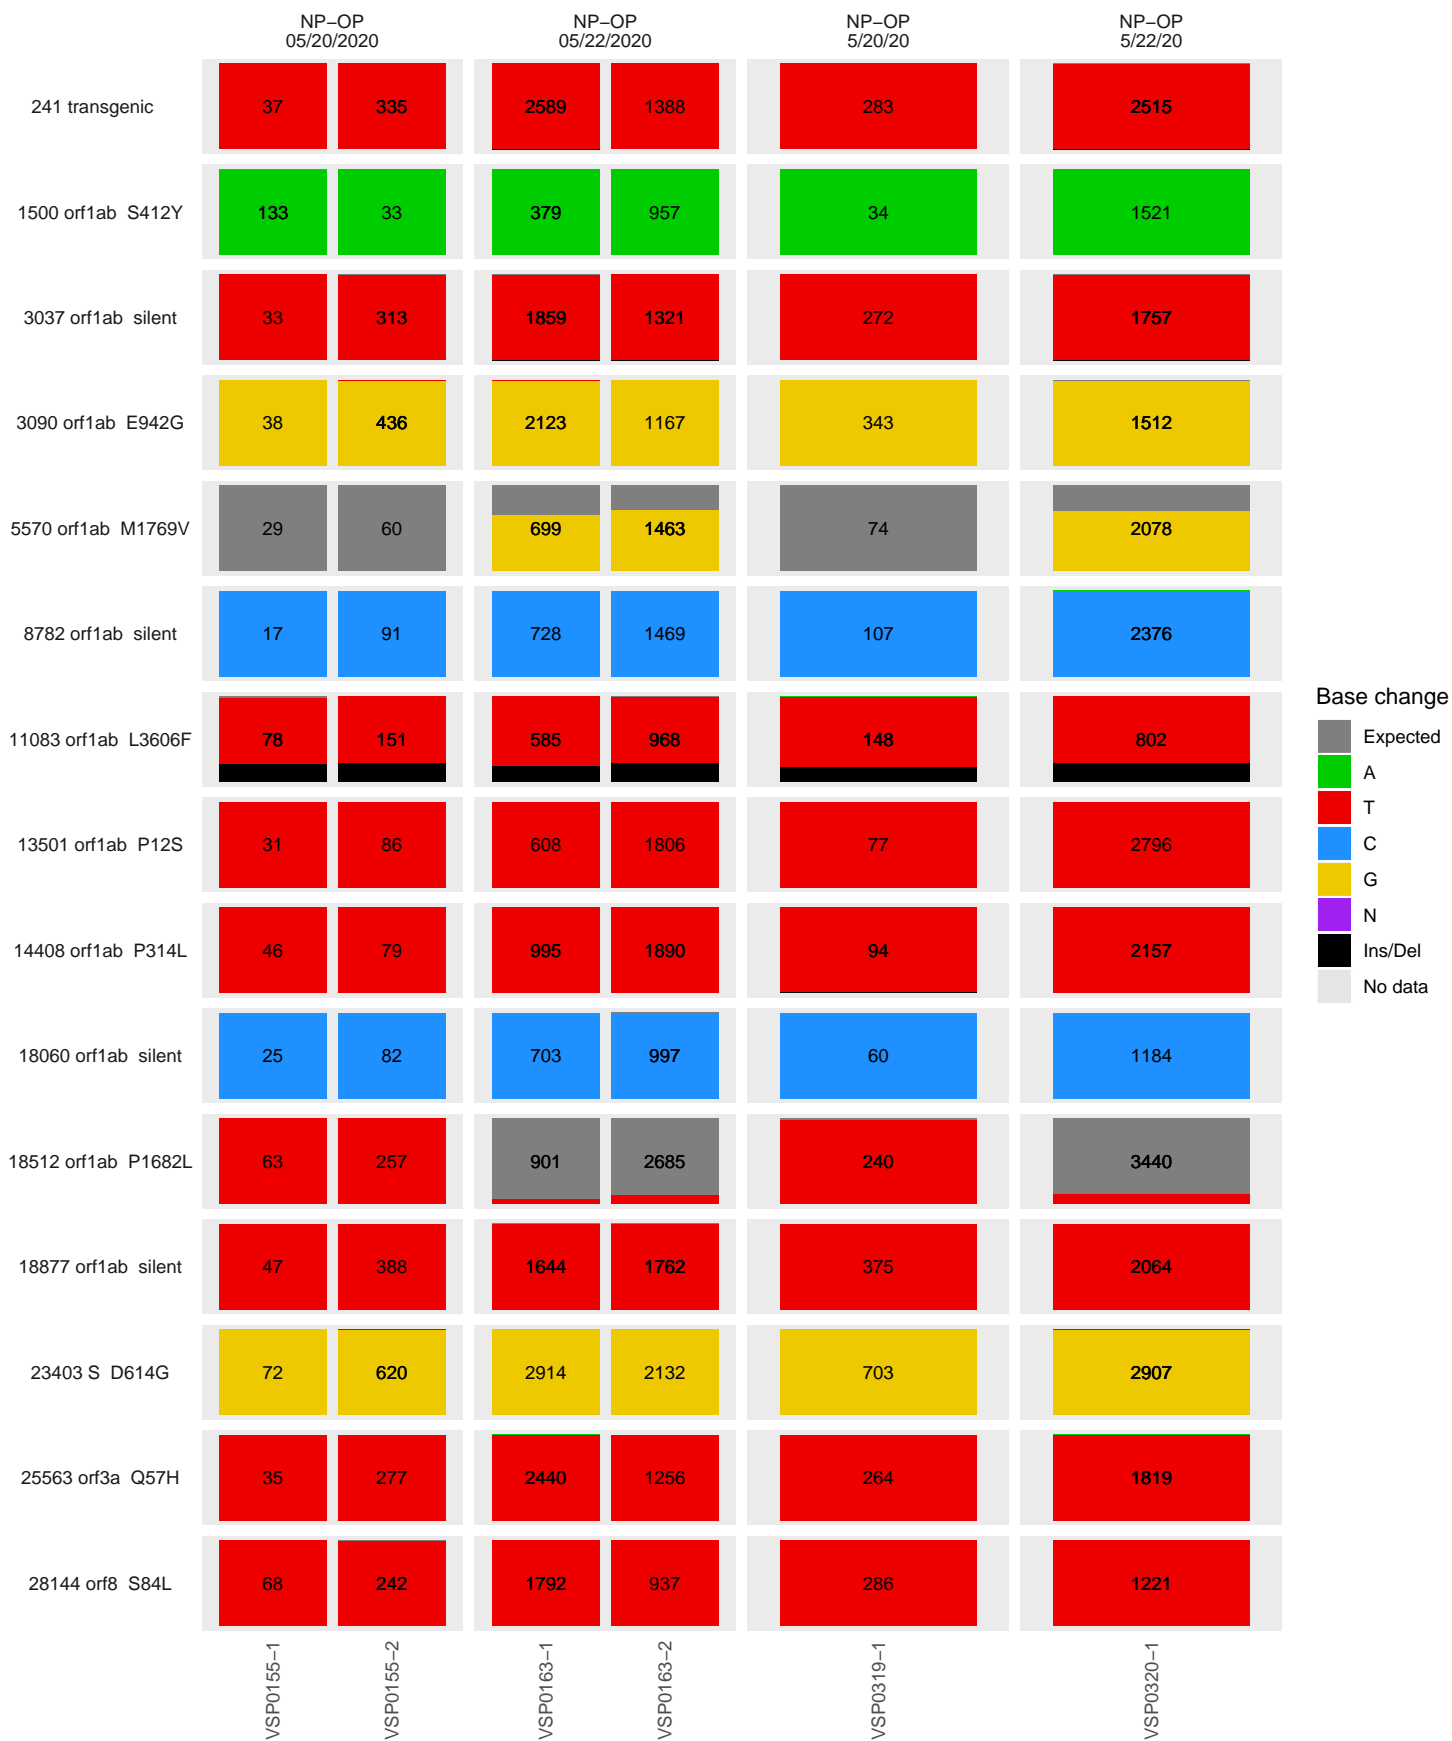 NP−OP NP−OP NP−OP NP−OP
05/20/2020 05/22/2020 5/20/20 5/22/20
241 transgenic 37 335 2589 1388 283 2515
1500 orf1ab S412Y 133 33 379 957 34 1521
3037 orf1ab silent 33 313 1859 1321 272 1757
3090 orf1ab E942G 38 436 2123 1167 343 1512
5570 orf1ab M1769V 29 60 699 1463 74 2078
8782 orf1ab silent 17 91 728 1469 107 2376
11083 orf1ab L3606F 78 151 585 968 148 802
13501 orf1ab P12S 31 86 608 1806 77 2796
14408 orf1ab P314L 46 79 995 1890 94 2157
18060 orf1ab silent 25 82 703 997 60 1184
18512 orf1ab P1682L 63 257 901 2685 240 3440
18877 orf1ab silent 47 388 1644 1762 375 2064
23403 S D614G 72 620 2914 2132 703 2907
25563 orf3a Q57H 35 277 2440 1256 264 1819
28144 orf8 S84L 68 242 1792 937 286 1221
VSP0155−1 VSP0155−2 VSP0163−1 VSP0163−2 VSP0319−1 VSP0320−1
Base change
Expected
A
T
C
G
N
Ins/Del
No data